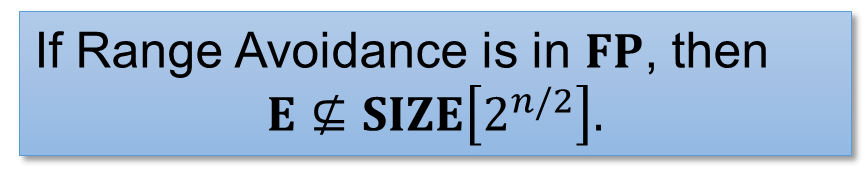 If Range Avoidance is in FP, then
E ⊈ SIZE[2^{n/2}].